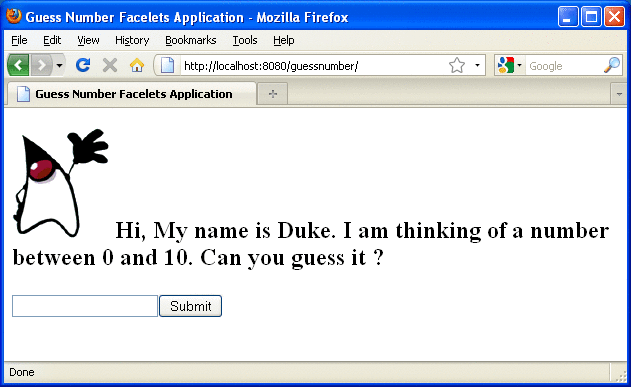 Guess Number Facelets Application - Mozilla Firefox
File Edit View History Bookmarks Tools Help
http://localhost:8080/guessnumber/ Google
Guess Number Facelets Application
Hi, My name is Duke. I am thinking of a number
between 0 and 10. Can you guess it ?
Submit
Done